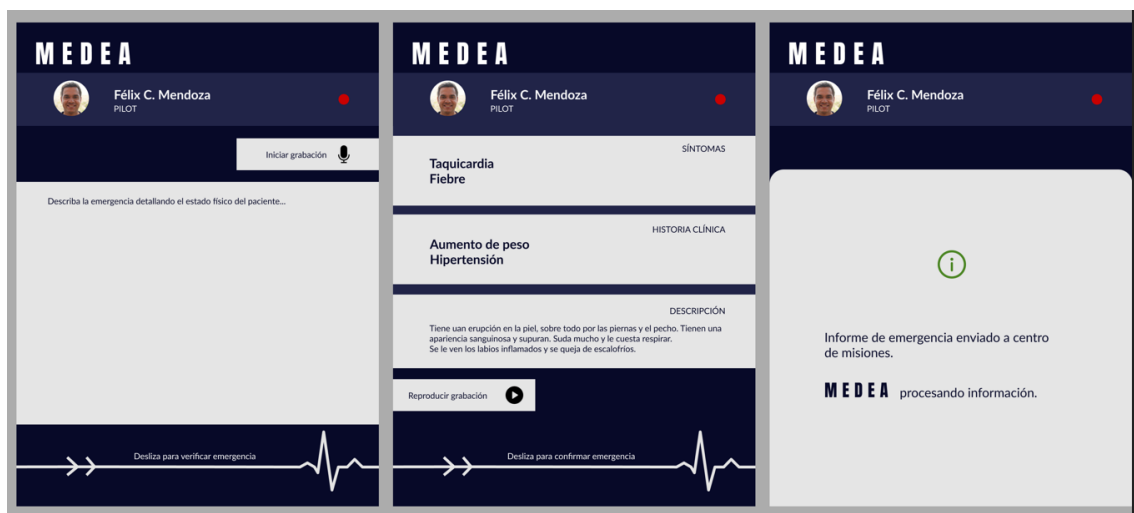 MEDEA
Félix C. Mendoza
PILOT
Iniciar grabación
Describa la emergencia detallando el estado físico del paciente...
Desliza para verificar emergencia
MEDEA
Félix C. Mendoza
PILOT
SÍNTOMAS
Taquicardia
Fiebre
HISTORIA CLÍNICA
Aumento de peso
Hipertensión
DESCRIPCIÓN
Tiene uan erupción en la piel, sobre todo por las piernas y el pecho. Tienen una
apariencia sanguinosa y supuran. Suda mucho y le cuesta respirar.
Se le ven los labios inflamados y se queja de escalofríos.
Reproducir grabación
Desliza para confirmar emergencia
MEDEA
Félix C. Mendoza
PILOT
Informe de emergencia enviado a centro
de misiones.
MEDEA procesando información.